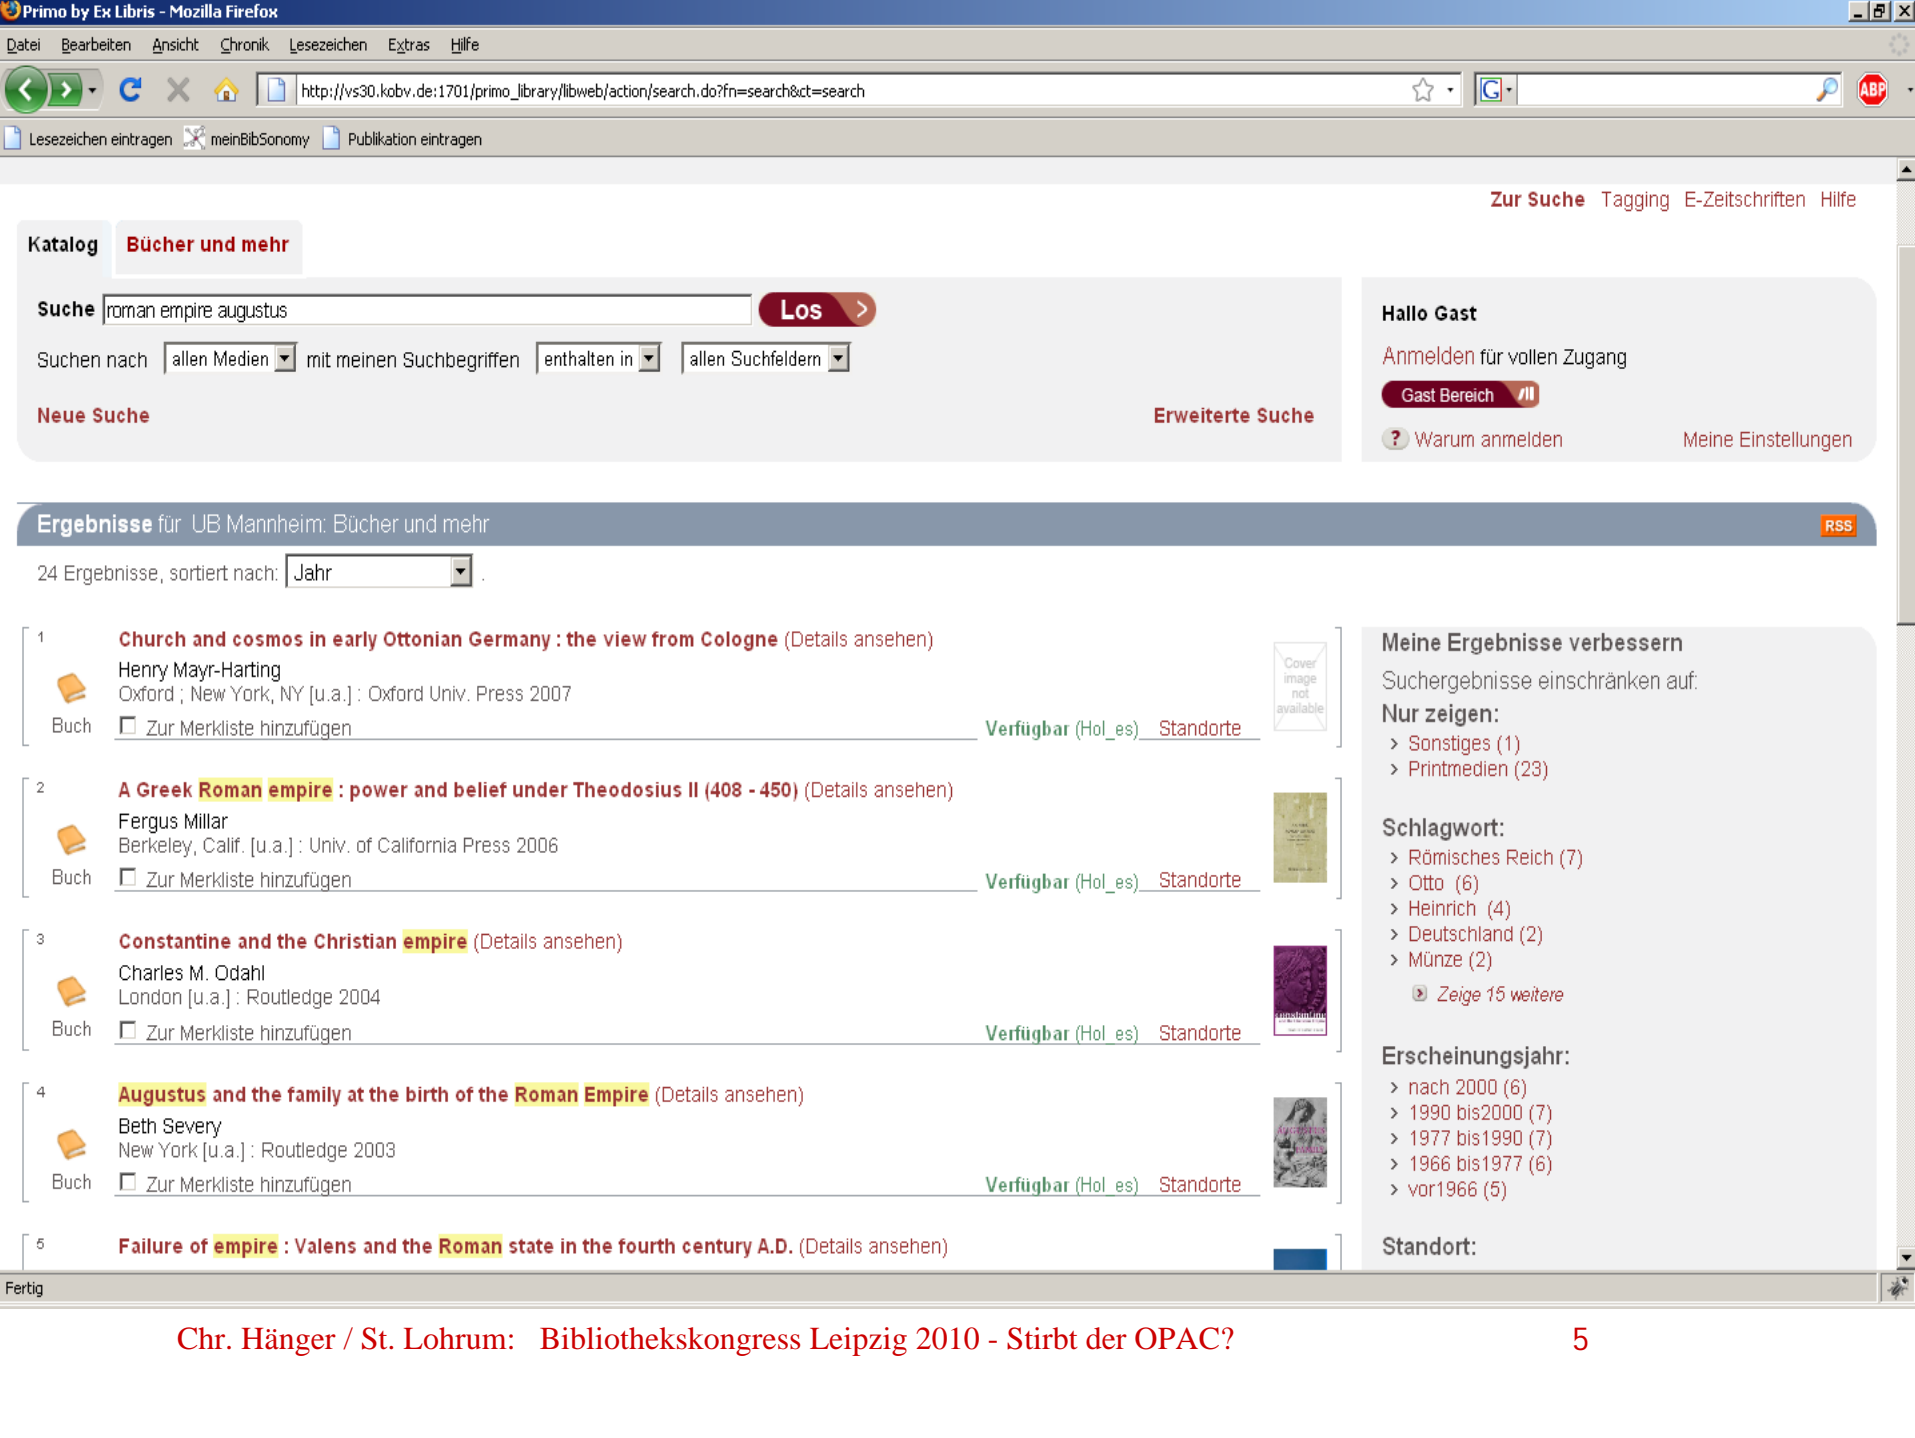 Primo by Ex Libris - Mozilla Firefox
Datei Bearbeiten Ansicht Chronik Lesezeichen Extras Hilfe
http://vs30.kobv.de:1701/primo_library/libweb/action/search.do?fn=search&ct=search
G
ABP
Lesezeichen eintragen meinBibSonomy Publikation eintragen
Zur Suche Tagging E-Zeitschriften Hilfe
Katalog Bücher und mehr
Suche roman empire augustus Los
Suchen nach allen Medien mit meinen Suchbegriffen enthalten in allen Suchfeldern
Neue Suche Erweiterte Suche
Hallo Gast
Anmelden für vollen Zugang
Gast Bereich
? Warum anmelden Meine Einstellungen
Ergebnisse für UB Mannheim: Bücher und mehr RSS
24 Ergebnisse, sortiert nach: Jahr .
1 Church and cosmos in early Ottonian Germany : the view from Cologne (Details ansehen)
Henry Mayr-Harting
Oxford ; New York, NY [u.a.] : Oxford Univ. Press 2007
Buch Zur Merkliste hinzufügen Verfügbar (Hol_es) Standorte
Cover
image
not
available
2 A Greek Roman empire : power and belief under Theodosius II (408 - 450) (Details ansehen)
Fergus Millar
Berkeley, Calif. [u.a.] : Univ. of California Press 2006
Buch Zur Merkliste hinzufügen Verfügbar (Hol_es) Standorte
3 Constantine and the Christian empire (Details ansehen)
Charles M. Odahl
London [u.a.] : Routledge 2004
Buch Zur Merkliste hinzufügen Verfügbar (Hol_es) Standorte
constantine
4 Augustus and the family at the birth of the Roman Empire (Details ansehen)
Beth Severy
New York [u.a.] : Routledge 2003
Buch Zur Merkliste hinzufügen Verfügbar (Hol_es) Standorte
5 Failure of empire : Valens and the Roman state in the fourth century A.D. (Details ansehen)
Meine Ergebnisse verbessern
Suchergebnisse einschränken auf:
Nur zeigen:
> Sonstiges (1)
> Printmedien (23)
Schlagwort:
> Römisches Reich (7)
> Otto (6)
> Heinrich (4)
> Deutschland (2)
> Münze (2)
Zeige 15 weitere
Erscheinungsjahr:
> nach 2000 (6)
> 1990 bis2000 (7)
> 1977 bis1990 (7)
> 1966 bis1977 (6)
> vor1966 (5)
Standort:
Fertig
Chr. Hänger / St. Lohrum: Bibliothekskongress Leipzig 2010 - Stirbt der OPAC? 5